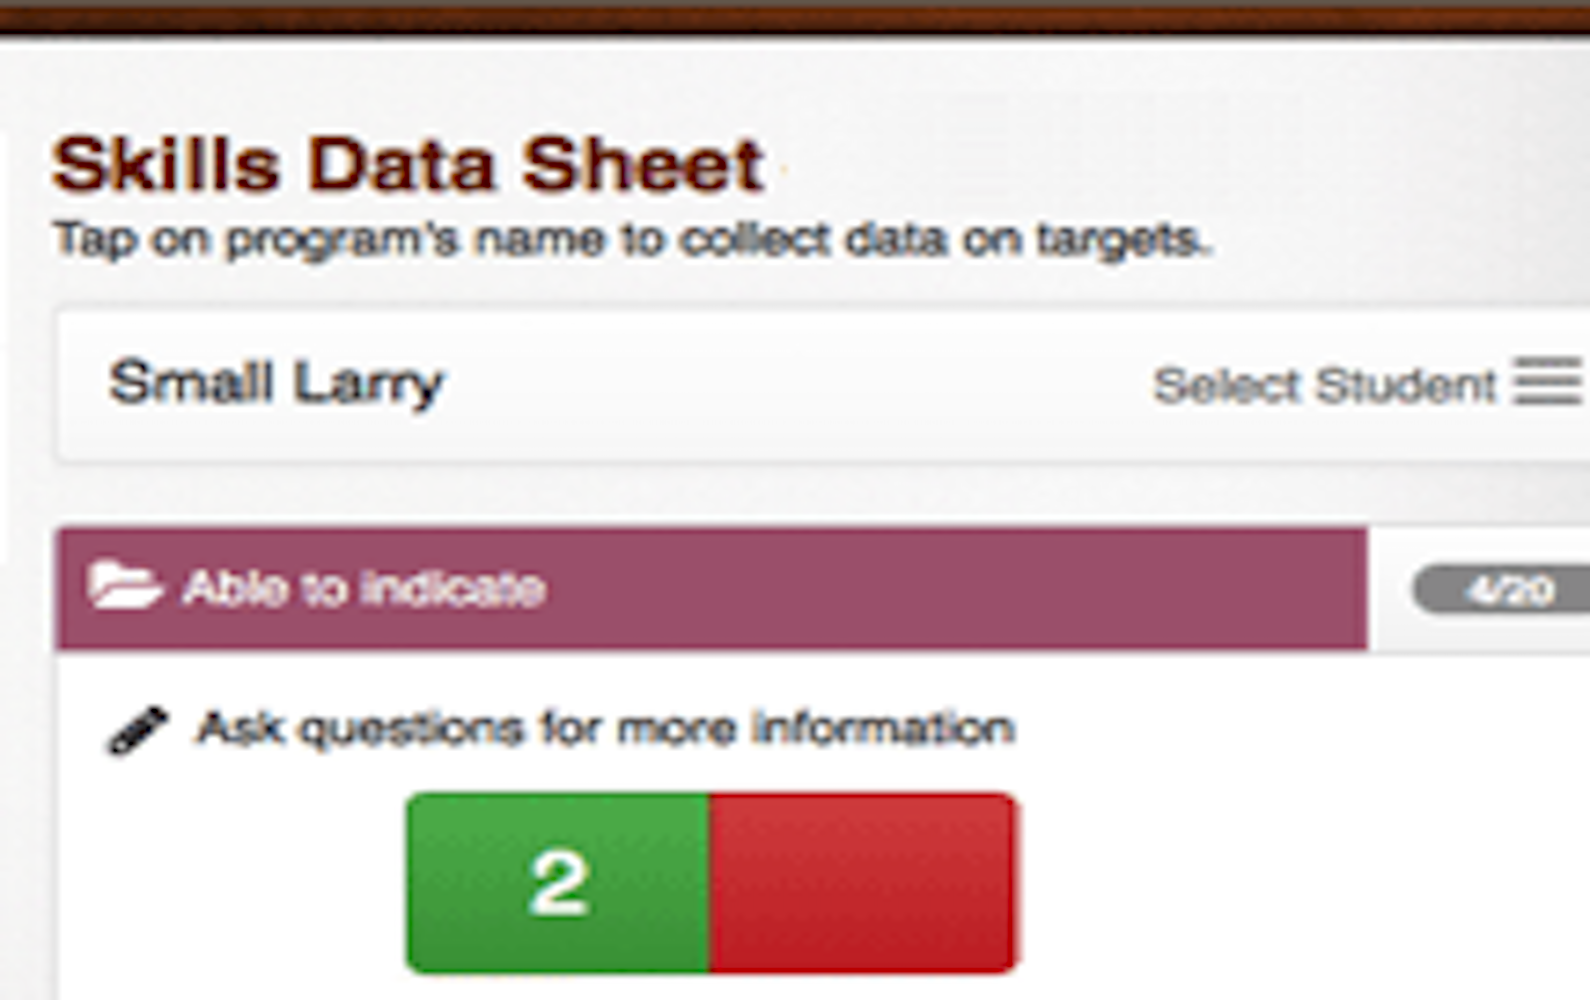 Skills Data Sheet
Tap on program's name to collect data on targets.
Small Larry Select Student
Able to indicate 4/20
Ask questions for more information
2